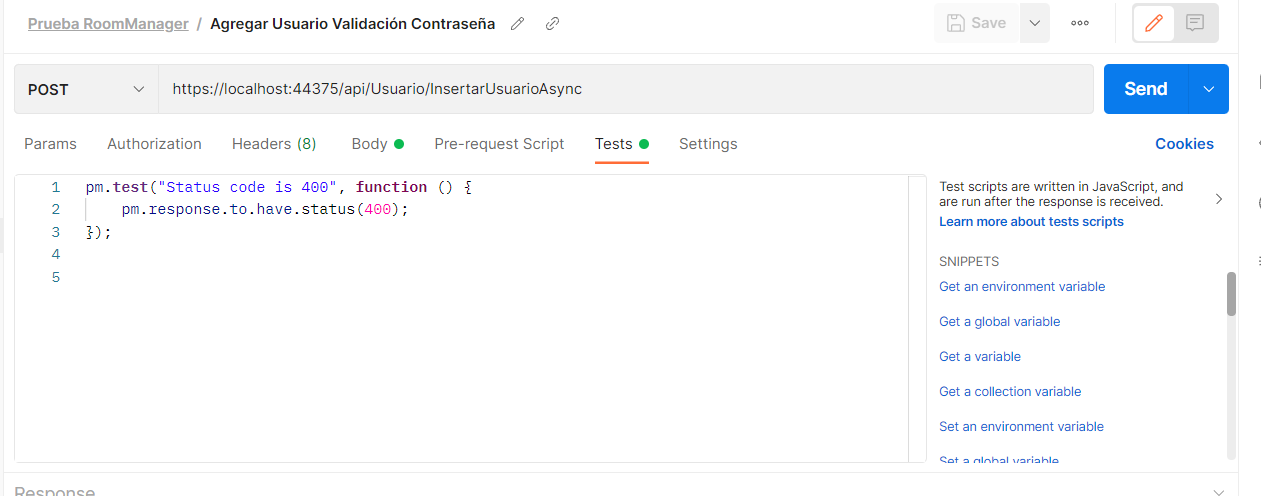 Prueba RoomManager / Agregar Usuario Validación Contraseña
Save
POST
https://localhost:44375/api/Usuario/InsertarUsuarioAsync
Send
Params Authorization Headers (8) Body Pre-request Script Tests Settings Cookies
1 pm.test("Status code is 400", function () {
2 pm.response.to.have.status(400);
3 });
4
5
Test scripts are written in JavaScript, and
are run after the response is received.
Learn more about tests scripts
SNIPPETS
Get an environment variable
Get a global variable
Get a variable
Get a collection variable
Set an environment variable
Set a global variable
Response